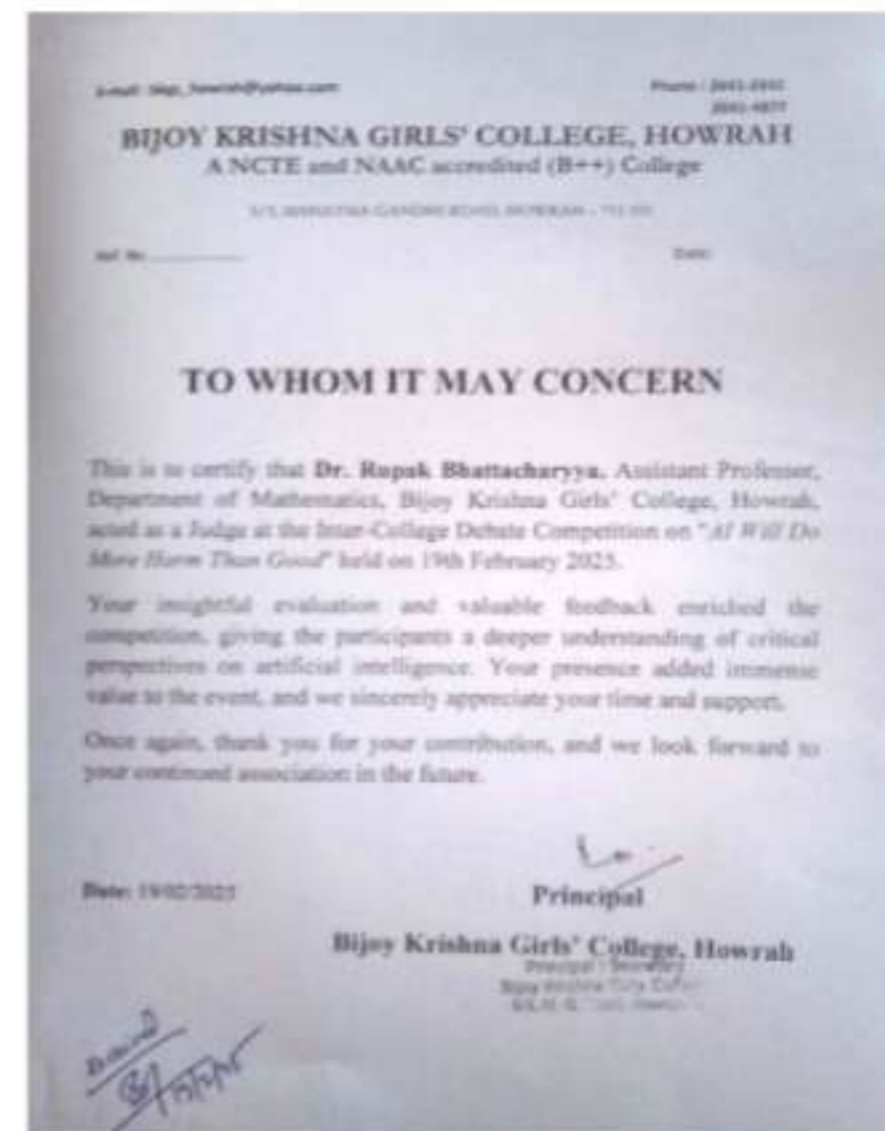 BIJOY KRISHNA GIRLS' COLLEGE, HOWRAH
A NCTE and NAAC accredited (B++) College
Date:
TO WHOM IT MAY CONCERN
This is to certify that Dr. Rupak Bhattacharyya, Assistant Professor,
Department of Mathematics, Bijoy Krishna Girls' College, Howrah,
acted as a Judge at the Inter-College Debate Competition on "AI Will Do
More Harm Than Good" held on 19th February 2025.
Your insightful evaluation and valuable feedback enriched the
competition, giving the participants a deeper understanding of critical
perspectives on artificial intelligence. Your presence added immense
value to the event, and we sincerely appreciate your time and support.
Once again, thank you for your contribution, and we look forward to
your continued association in the future.
Date: 19/02/2025
Principal
Bijoy Krishna Girls' College, Howrah